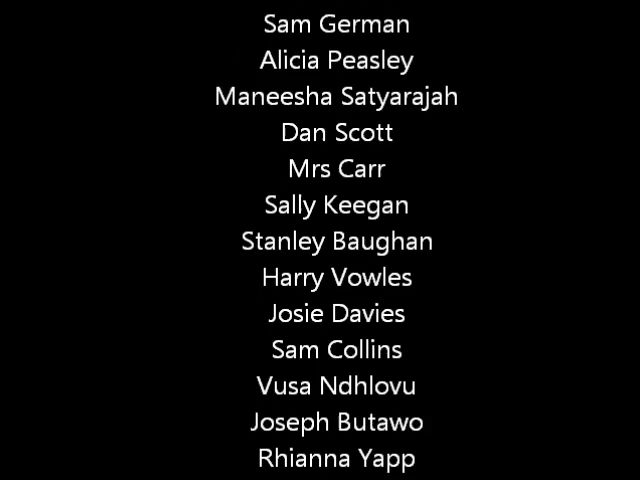 Sam German
Alicia Peasley
Maneesha Satyarajah
Dan Scott
Mrs Carr
Sally Keegan
Stanley Baughan
Harry Vowles
Josie Davies
Sam Collins
Vusa Ndhlovu
Joseph Butawo
Rhianna Yapp